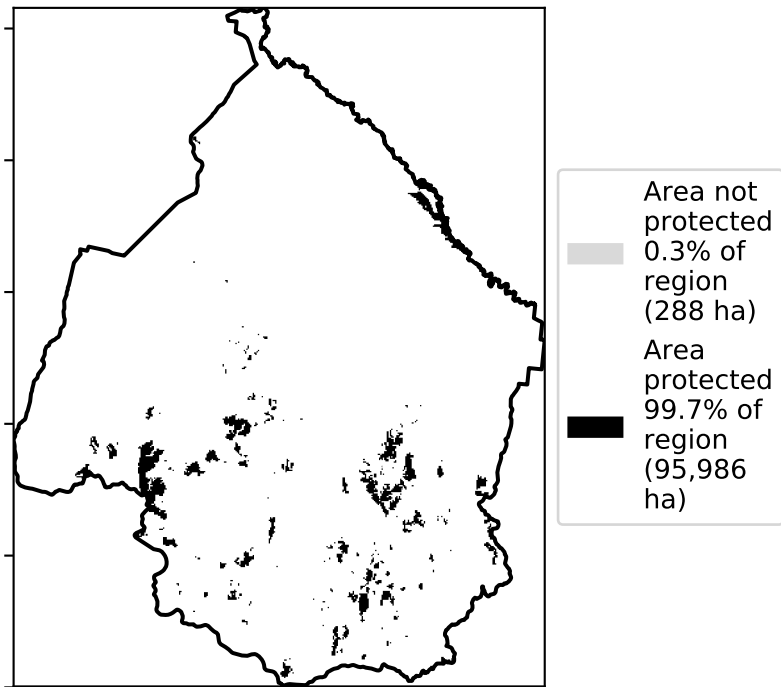 Area not
protected
0.3% of
region
(288 ha)
Area
protected
99.7% of
region
(95,986
ha)